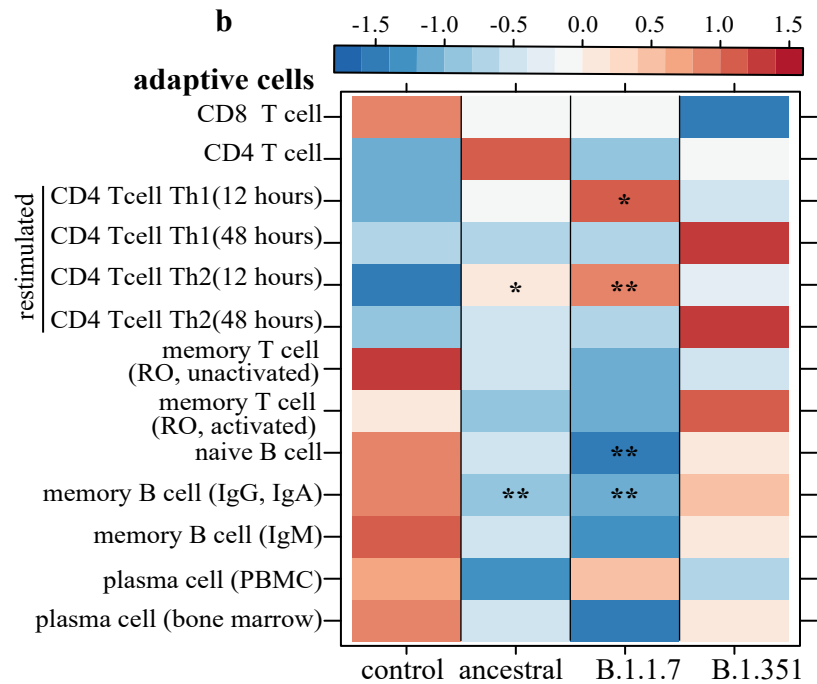 b
-1.5 -1.0 -0.5 0.0 0.5 1.0 1.5
adaptive cells
CD8 T cell
CD4 T cell
restimulated
CD4 Tcell Th1(12 hours)
*
CD4 Tcell Th1(48 hours)
CD4 Tcell Th2(12 hours)
* **
CD4 Tcell Th2(48 hours)
memory T cell
(RO, unactivated)
memory T cell
(RO, activated)
naive B cell
**
memory B cell (IgG, IgA)
** **
memory B cell (IgM)
plasma cell (PBMC)
plasma cell (bone marrow)
control ancestral B.1.1.7 B.1.351